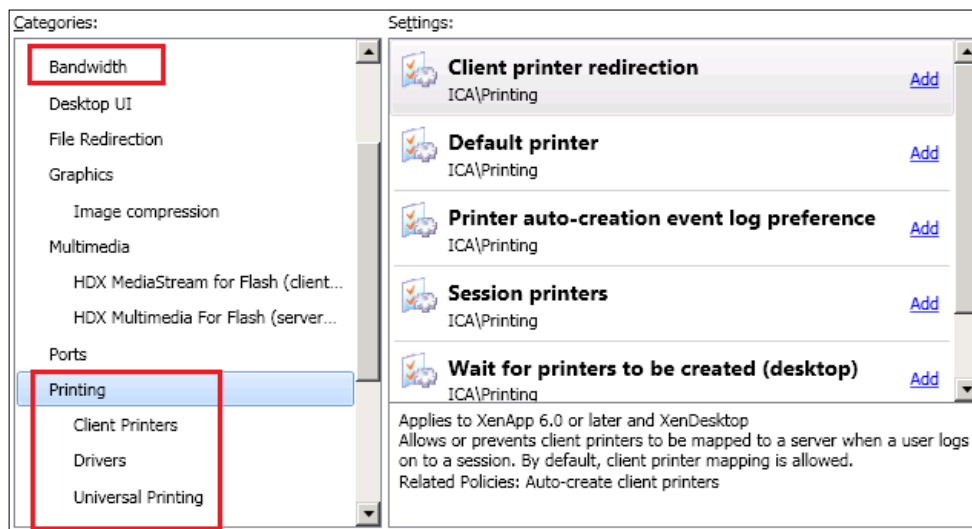 Categories:
Bandwidth
Desktop UI
File Redirection
Graphics
Image compression
Multimedia
HDX MediaStream for Flash (client...
HDX Multimedia For Flash (server...
Ports
Printing
Client Printers
Drivers
Universal Printing
Settings:
Client printer redirection
ICA\Printing
Add
Default printer
ICA\Printing
Add
Printer auto-creation event log preference
ICA\Printing
Add
Session printers
ICA\Printing
Add
Wait for printers to be created (desktop)
ICA\Printing
Add
Applies to XenApp 6.0 or later and XenDesktop
Allows or prevents client printers to be mapped to a server when a user logs
on to a session. By default, client printer mapping is allowed.
Related Policies: Auto-create client printers